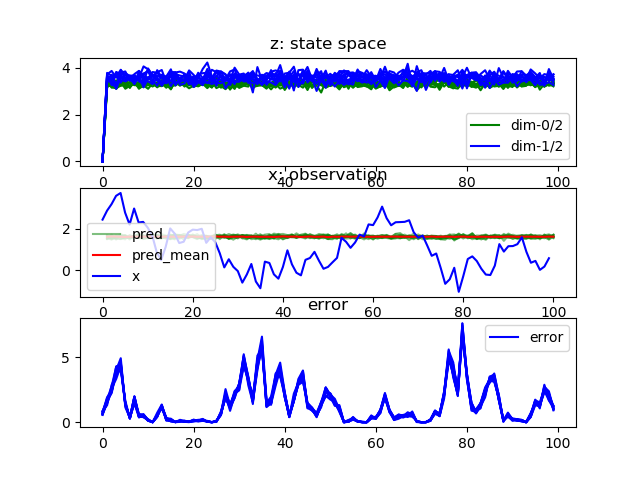 z: state space
4
2
0
dim-0/2
dim-1/2
0 20 40 60 80 100
x: observation
2
0
pred
pred_mean
x
0 20 40 60 80 100
error
5
0
error
0 20 40 60 80 100